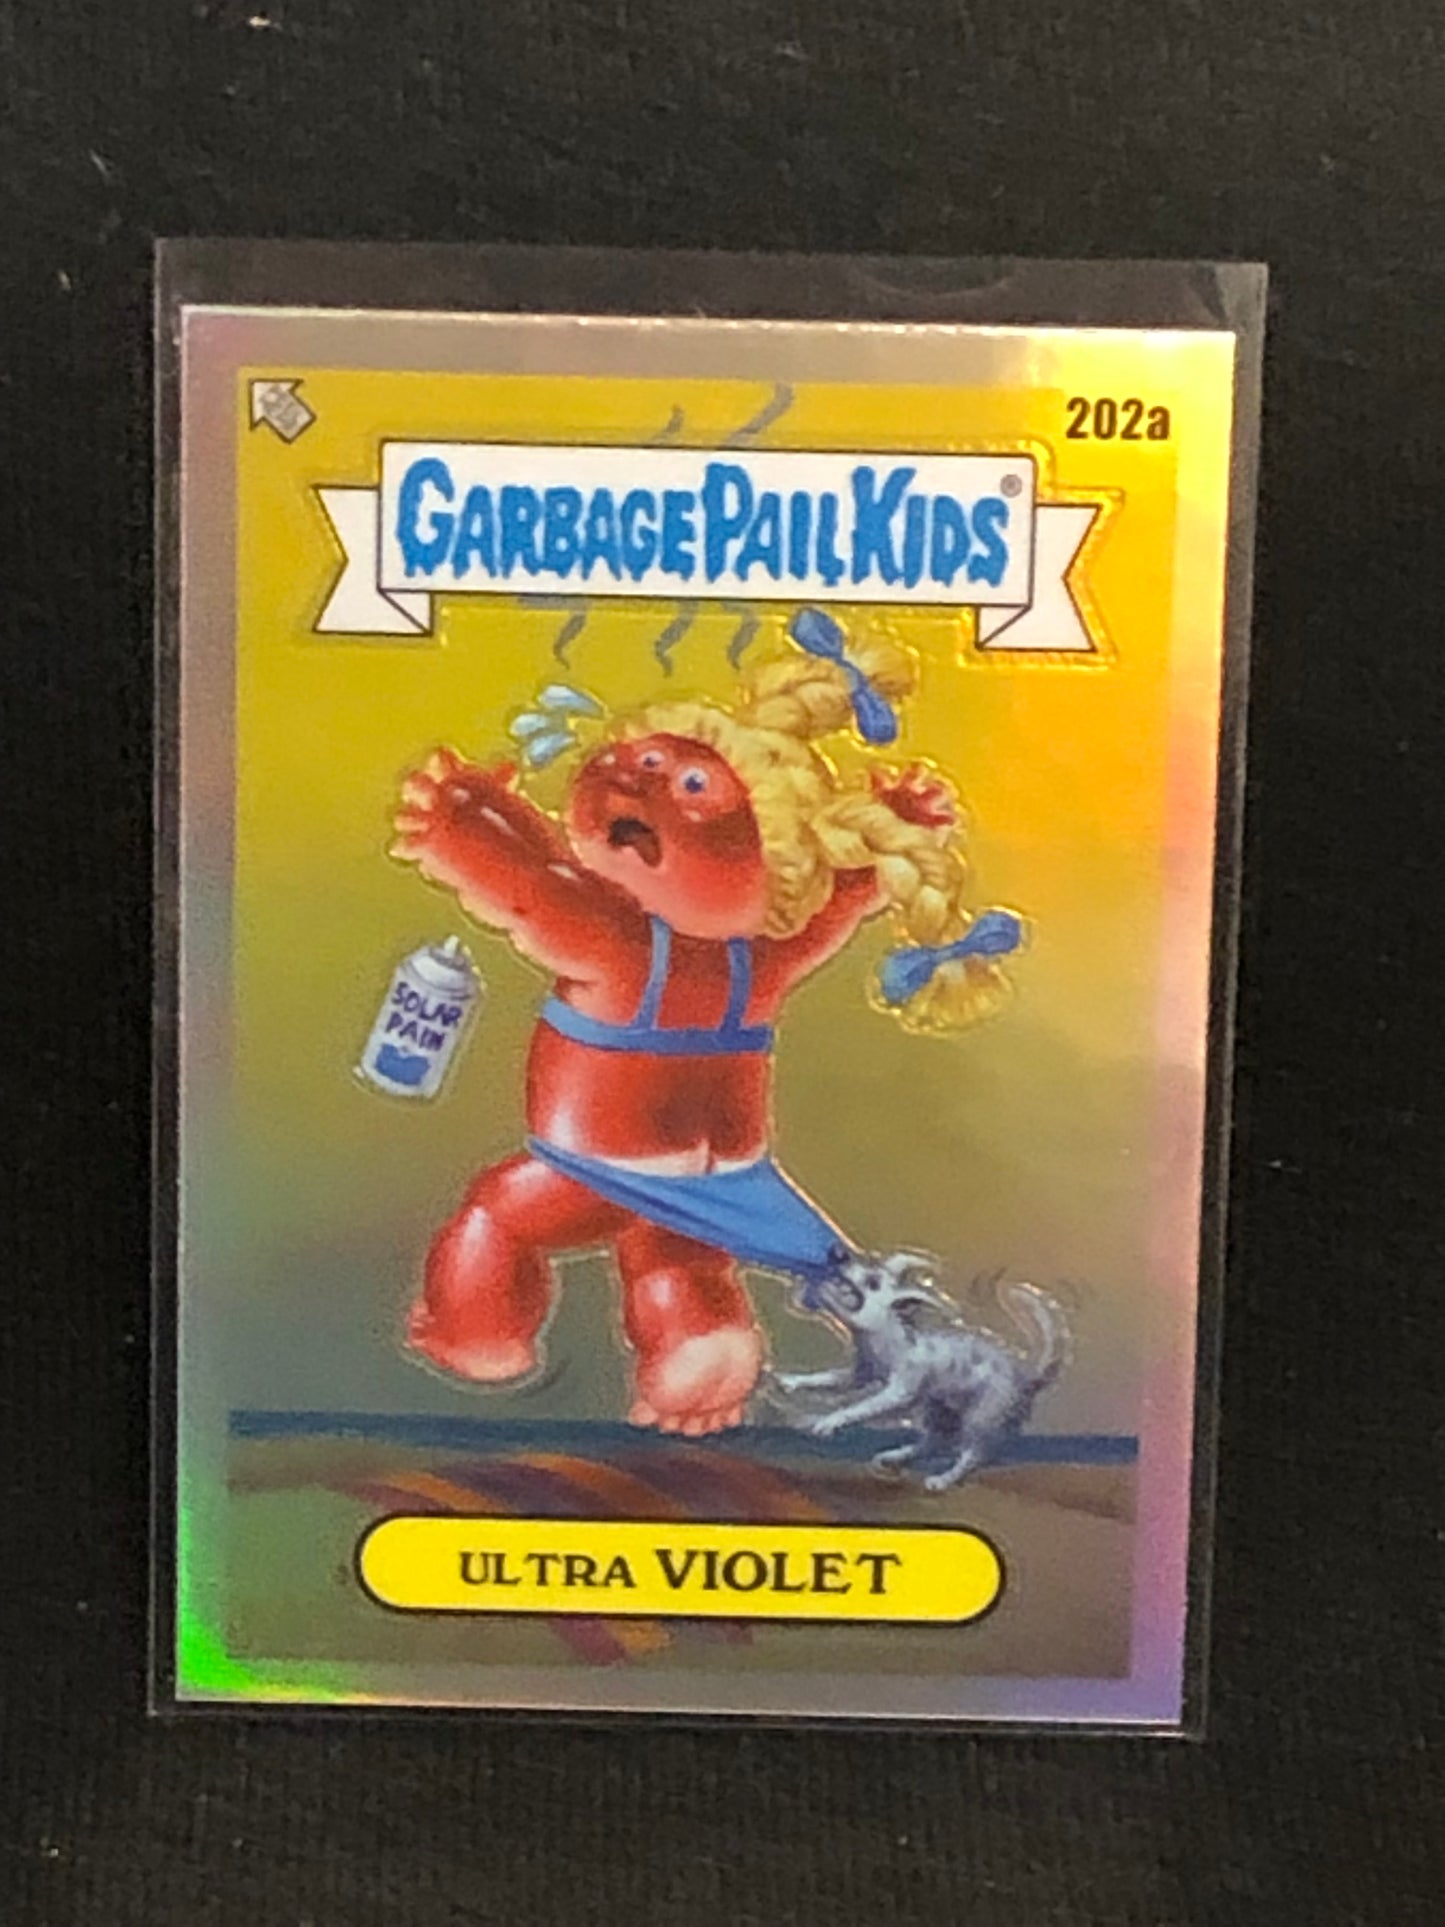 202a
GARBAGE PAIL KIDS®
SOLAR
PAIN
ULTRA VIOLET